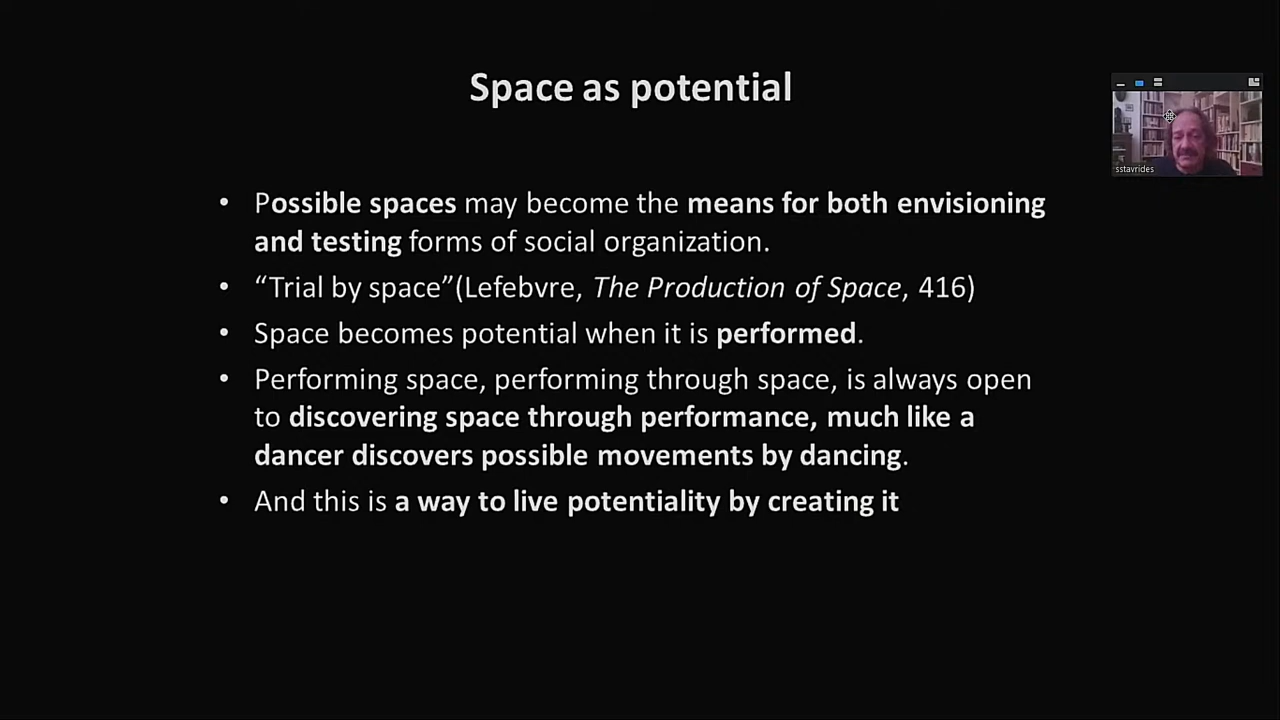 Space as potential
sstavrides
• Possible spaces may become the means for both envisioning
and testing forms of social organization.
• “Trial by space”(Lefebvre, The Production of Space, 416)
• Space becomes potential when it is performed.
• Performing space, performing through space, is always open
to discovering space through performance, much like a
dancer discovers possible movements by dancing.
• And this is a way to live potentiality by creating it